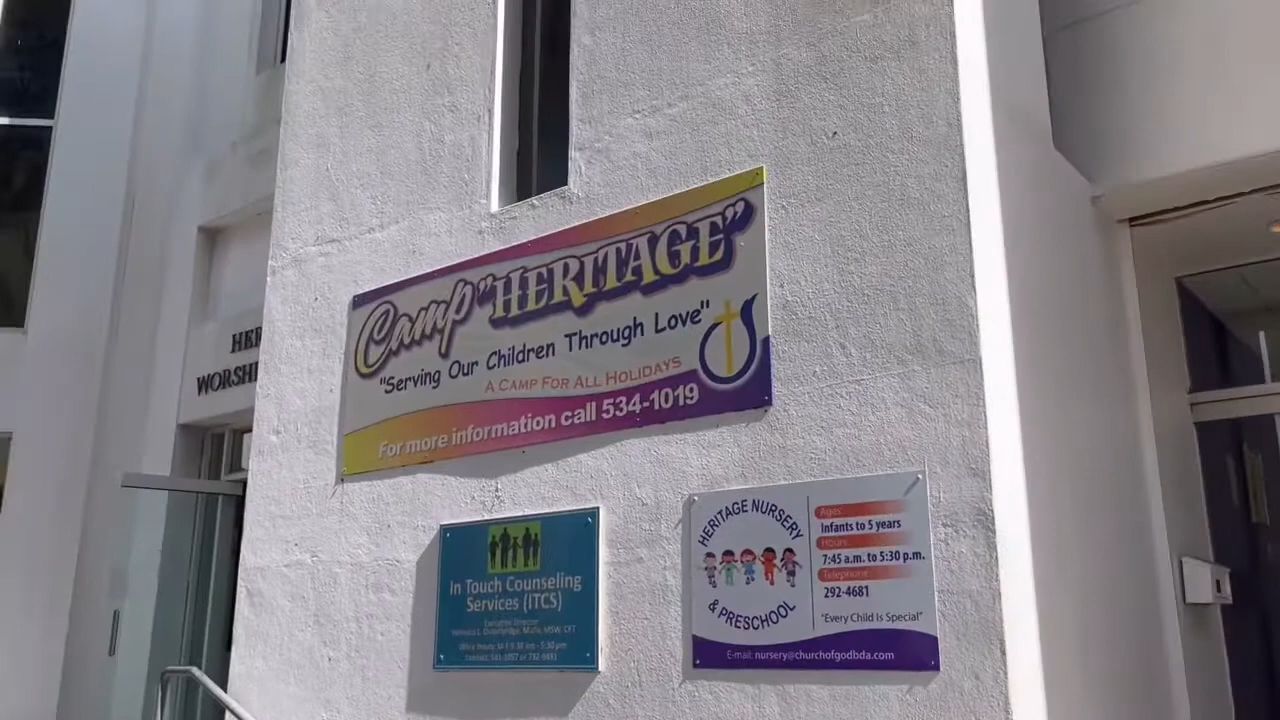 Camp "HERITAGE"
"Serving Our Children Through Love"
A CAMP FOR ALL HOLIDAYS
For more information call 534-1019
HER
WORSHI
In Touch Counseling
Services (ITCS)
Executive Director
HERITAGE NURSERY
& PRESCHOOL
Ages:
Infants to 5 years
Hours:
7:45 a.m. to 5:30 p.m.
Telephone
292-4681
"Every Child Is Special"
E-mail: nursery@churchofgodbda.com